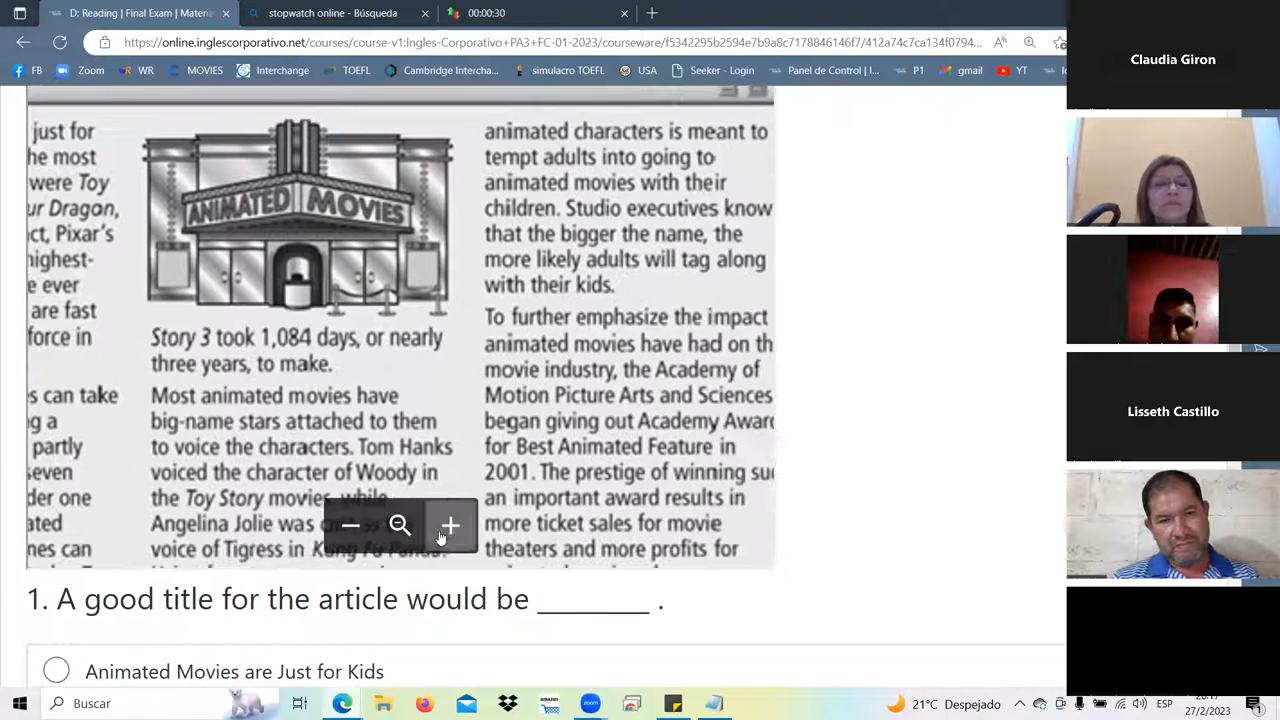 D: Reading | Final Exam | Materi
stopwatch online - Búsqueda
00:00:30
https://online.inglescorporativo.net/courses/course-v1:Ingles-Corporativo+PA3+FC-01-2023/courseware/f5342295b2594e7b9a8c7178846146f7/412a74c7ca134f0794...
FB
Zoom
WR
MOVIES
Interchange
TOEFL
Cambridge Intercha...
simulacro TOEFL
USA
Seeker - Login
Panel de Control | I...
P1
gmail
YT
just for
he most
were Toy
ur Dragon,
ct, Pixar's
highest-
e ever
are fast
force in
s can take
g a
partly
seven
der one
ated
nes can
ANIMATED MOVIES
Story 3 took 1,084 days, or nearly
three years, to make.
Most animated movies have
big-name stars attached to them
to voice the characters. Tom Hanks
voiced the character of Woody in
the Toy Story movies, while
Angelina Jolie was
voice of Tigress in Kung Fu Panda.
animated characters is meant to
tempt adults into going to
animated movies with their
children. Studio executives know
that the bigger the name, the
more likely adults will tag along
with their kids.
To further emphasize the impact
animated movies have had on th
movie industry, the Academy of
Motion Picture Arts and Sciences
began giving out Academy Award
for Best Animated Feature in
2001. The prestige of winning su
an important award results in
more ticket sales for movie
theaters and more profits for
1. A good title for the article would be ________ .
Animated Movies are Just for Kids
Claudia Giron
Lisseth Castillo
Buscar
amazon
zoom
21°C Despejado
ESP
27/2/2023
1